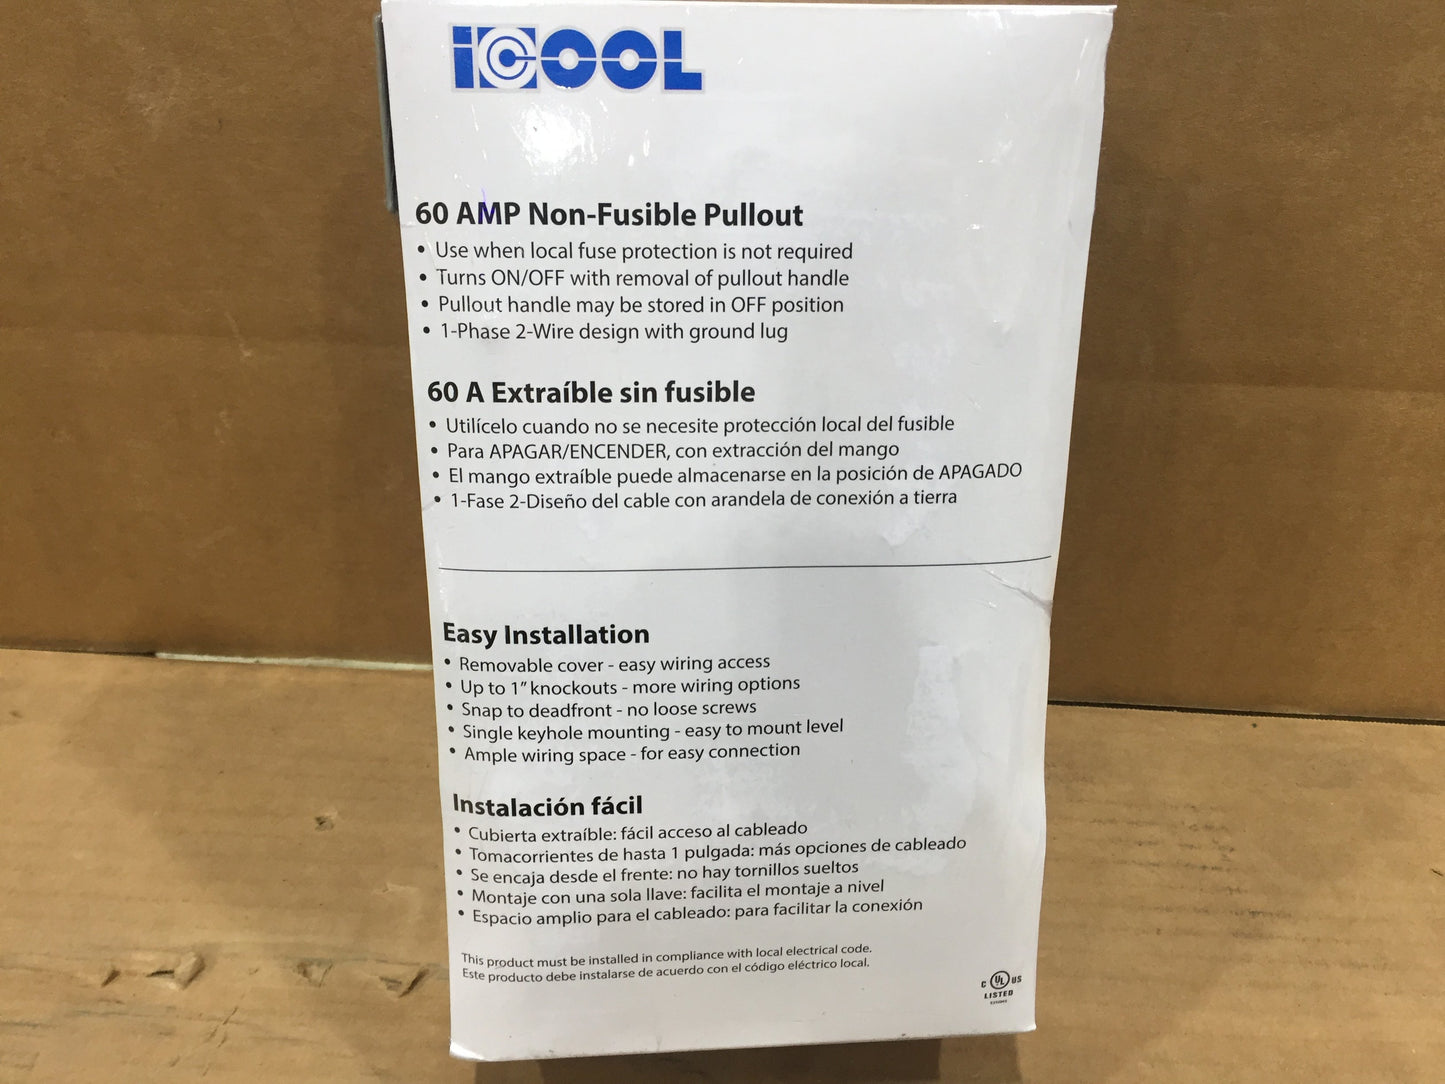 iCOOL
60 AMP Non-Fusible Pullout
• Use when local fuse protection is not required
• Turns ON/OFF with removal of pullout handle
• Pullout handle may be stored in OFF position
• 1-Phase 2-Wire design with ground lug
60 A Extraíble sin fusible
• Utilícelo cuando no se necesite protección local del fusible
• Para APAGAR/ENCENDER, con extracción del mango
• El mango extraíble puede almacenarse en la posición de APAGADO
• 1-Fase 2-Diseño del cable con arandela de conexión a tierra
Easy Installation
• Removable cover - easy wiring access
• Up to 1" knockouts - more wiring options
• Snap to deadfront - no loose screws
• Single keyhole mounting - easy to mount level
• Ample wiring space - for easy connection
Instalación fácil
• Cubierta extraíble: fácil acceso al cableado
• Tomacorrientes de hasta 1 pulgada: más opciones de cableado
• Se encaja desde el frente: no hay tornillos sueltos
• Montaje con una sola llave: facilita el montaje a nivel
• Espacio amplio para el cableado: para facilitar la conexión
This product must be installed in compliance with local electrical code.
Este producto debe instalarse de acuerdo con el código eléctrico local.
C UL US
LISTED